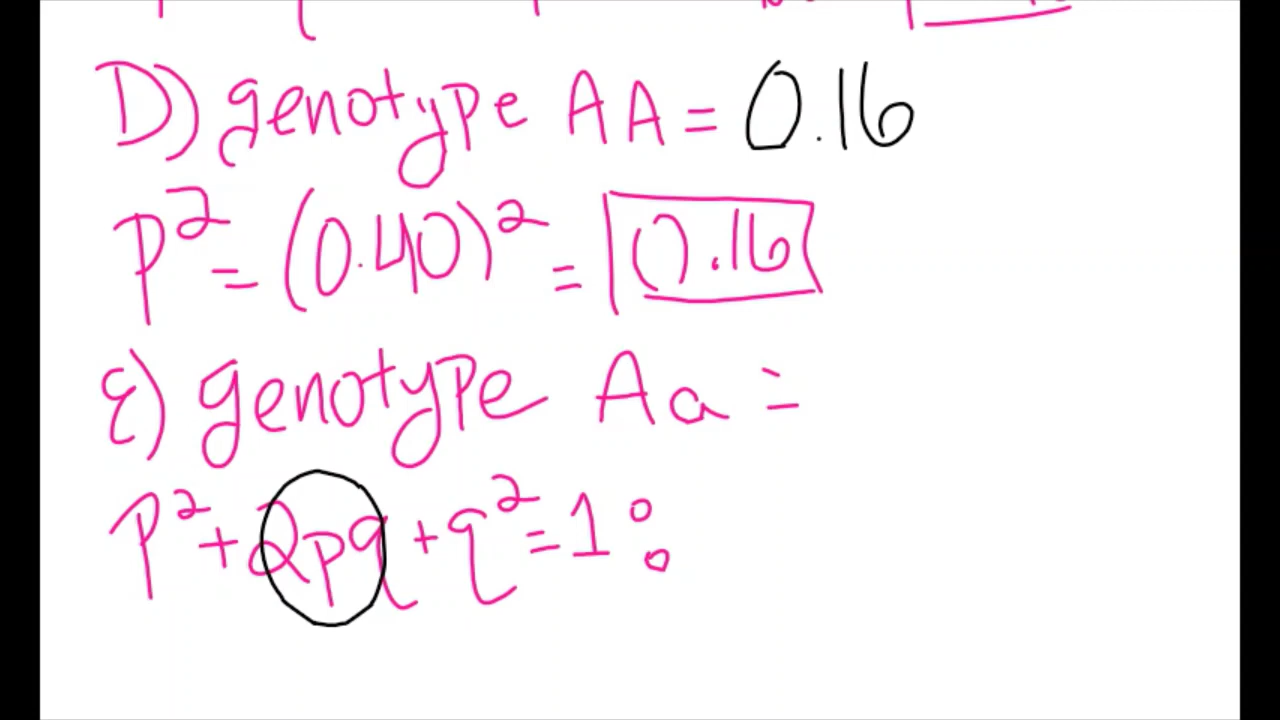 D) genotype AA = 0.16
p² = (0.40)² = 0.16
E) genotype Aa =
p² + 2pq + q² = 1: